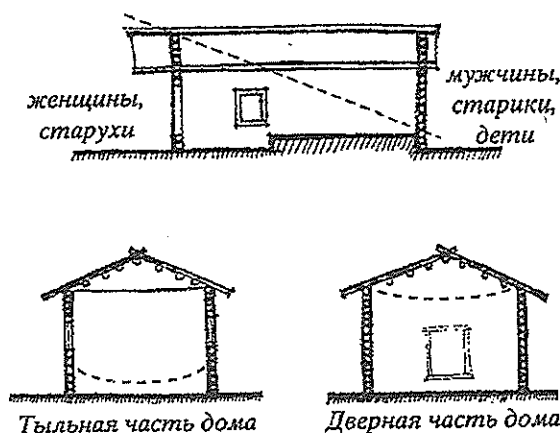 женщины,
старухи
мужчины,
старики,
дети
Тыльная часть дома
Дверная часть дома